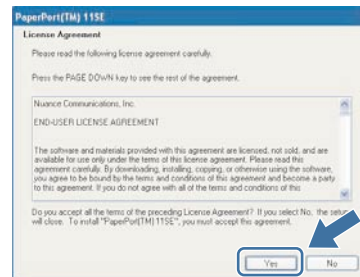 PaperPort(TM) 11SE
License Agreement
Please read the following license agreement carefully.
Press the PAGE DOWN key to see the rest of the agreement.
Nuance Communications, Inc.
END-USER LICENSE AGREEMENT
The software and materials provided with this agreement are licensed, not sold, and are
available for use only under the terms of this license agreement. Please read this
agreement carefully. By downloading, installing, copying, or otherwise using the software,
you agree to be bound by the terms and conditions of this agreement and become a party
to this agreement. If you do not agree with all of the terms and conditions of this
Do you accept all the terms of the preceding License Agreement? If you select No, the setup
will close. To install "PaperPort(TM) 11SE", you must accept this agreement.
Yes
No